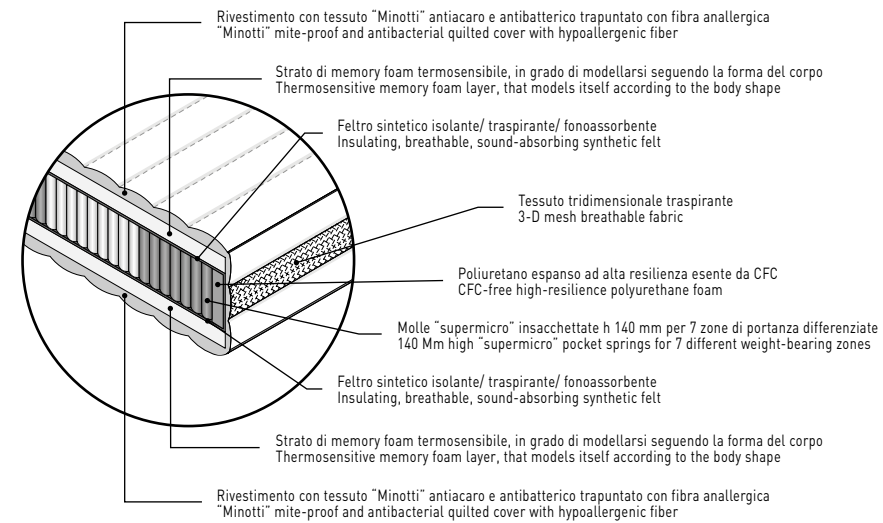 Rivestimento con tessuto “Minotti” antiacaro e antibatterico trapuntato con fibra anallergica
“Minotti” mite-proof and antibacterial quilted cover with hypoallergenic fiber
Strato di memory foam termosensibile, in grado di modellarsi seguendo la forma del corpo
Thermosensitive memory foam layer, that models itself according to the body shape
Feltro sintetico isolante/ traspirante/ fonoassorbente
Insulating, breathable, sound-absorbing synthetic felt
Tessuto tridimensionale traspirante
3-D mesh breathable fabric
Poliuretano espanso ad alta resilienza esente da CFC
CFC-free high-resilience polyurethane foam
Molle “supermicro” insacchettate h 140 mm per 7 zone di portanza differenziate
140 Mm high “supermicro” pocket springs for 7 different weight-bearing zones
Feltro sintetico isolante/ traspirante/ fonoassorbente
Insulating, breathable, sound-absorbing synthetic felt
Strato di memory foam termosensibile, in grado di modellarsi seguendo la forma del corpo
Thermosensitive memory foam layer, that models itself according to the body shape
Rivestimento con tessuto “Minotti” antiacaro e antibatterico trapuntato con fibra anallergica
“Minotti” mite-proof and antibacterial quilted cover with hypoallergenic fiber